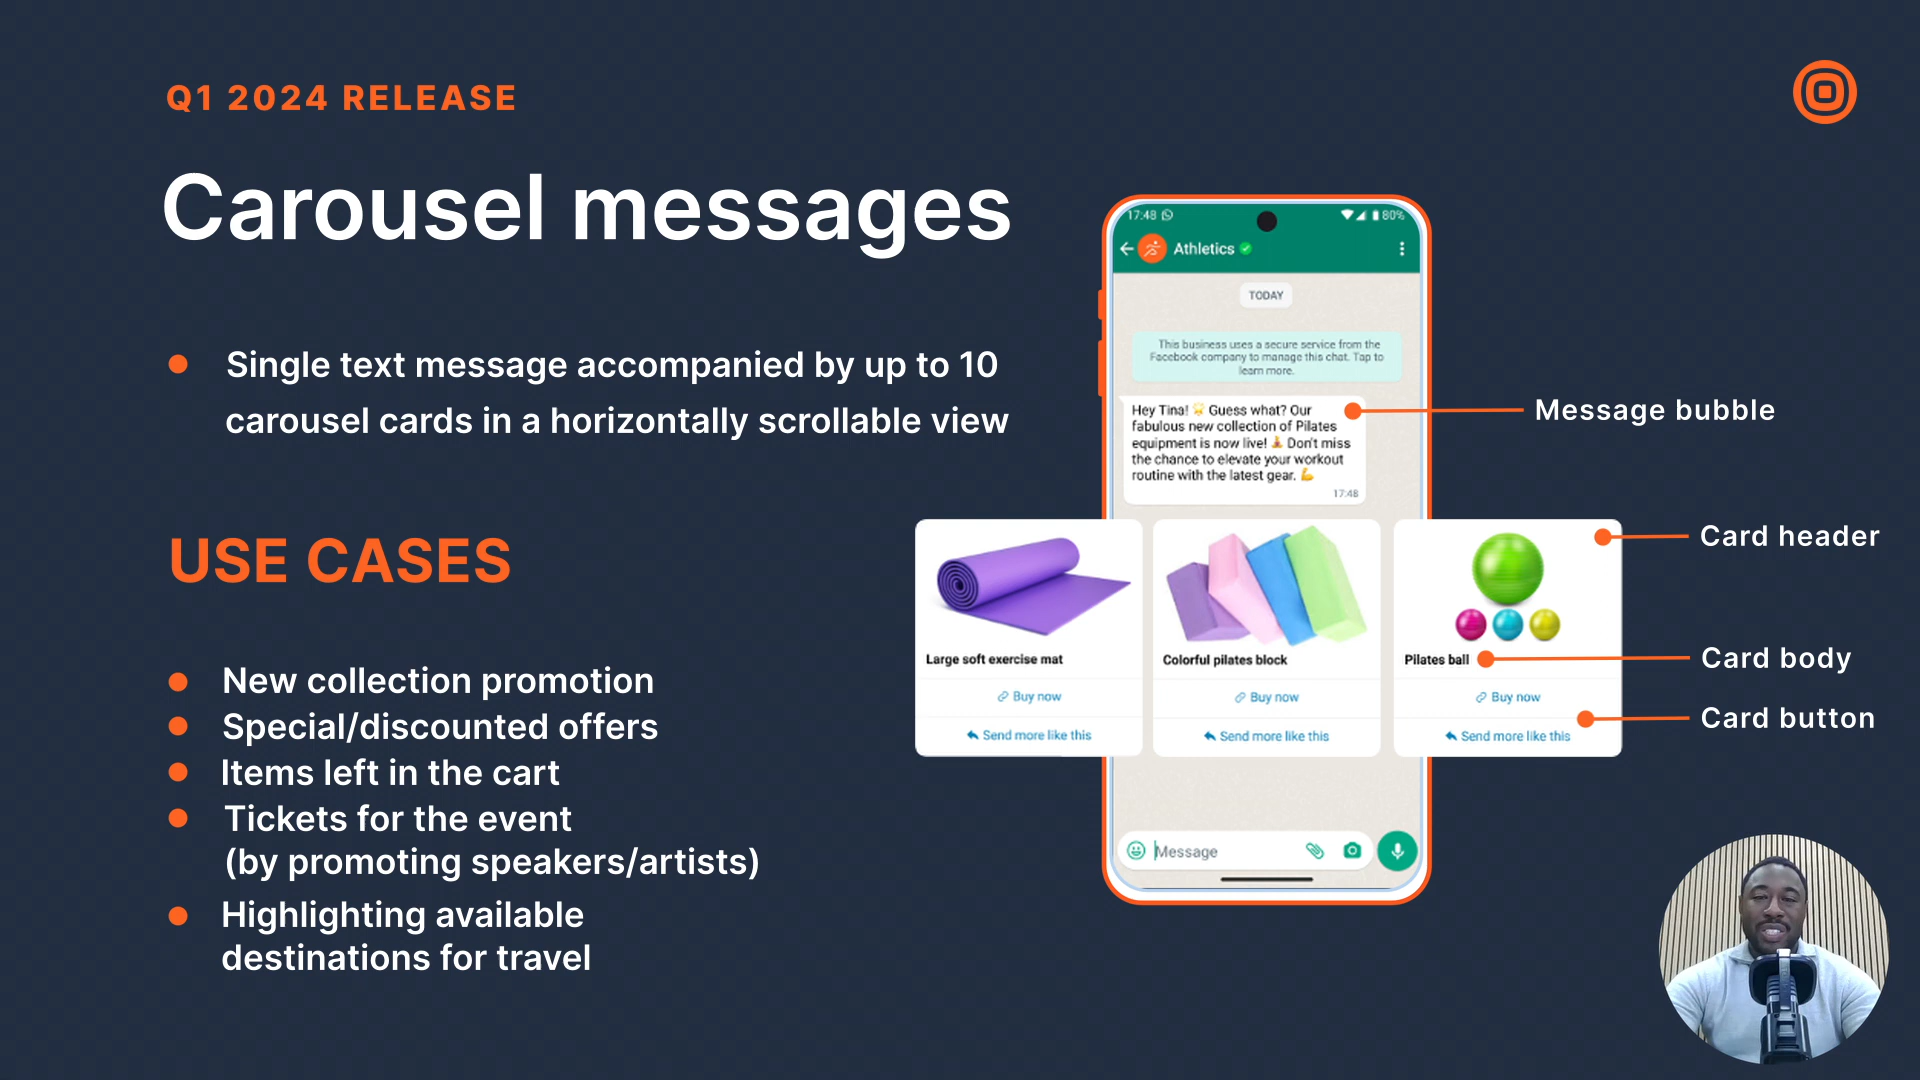 Q1 2024 RELEASE
Carousel messages
Single text message accompanied by up to 10
carousel cards in a horizontally scrollable view
USE CASES
New collection promotion
Special/discounted offers
Items left in the cart
Tickets for the event
(by promoting speakers/artists)
Highlighting available
destinations for travel
17:48 80%
Athletics
TODAY
This business uses a secure service from the
Facebook company to manage this chat. Tap to
learn more.
Hey Tina! 🌟 Guess what? Our
fabulous new collection of Pilates
equipment is now live! 🧘 Don't miss
the chance to elevate your workout
routine with the latest gear. 💪
17:48
Large soft exercise mat
Buy now
Send more like this
Colorful pilates block
Buy now
Send more like this
Pilates ball
Buy now
Send more like this
Message
Message bubble
Card header
Card body
Card button